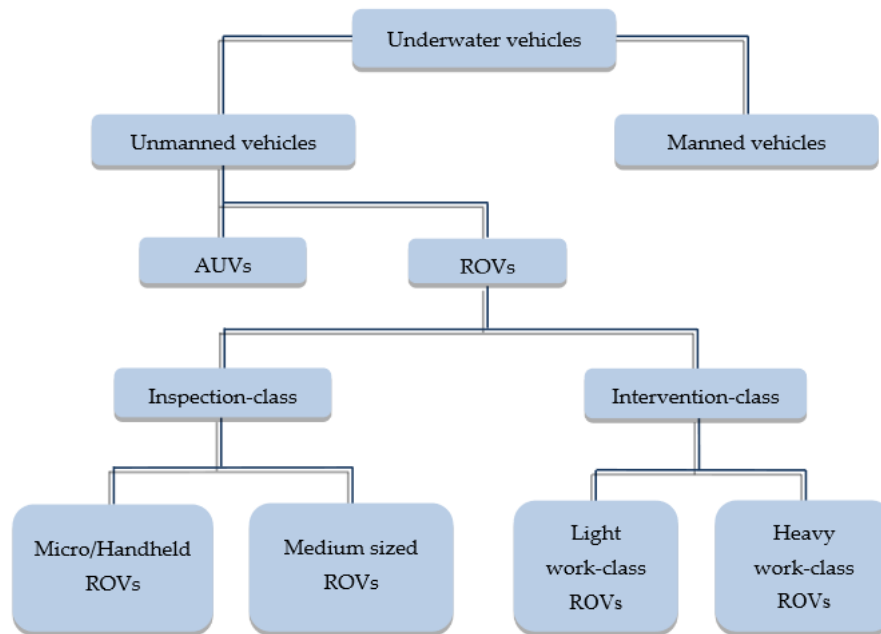 Underwater vehicles
Unmanned vehicles
Manned vehicles
AUVs
ROVs
Inspection-class
Intervention-class
Micro/Handheld
ROVs
Medium sized
ROVs
Light
work-class
ROVs
Heavy
work-class
ROVs